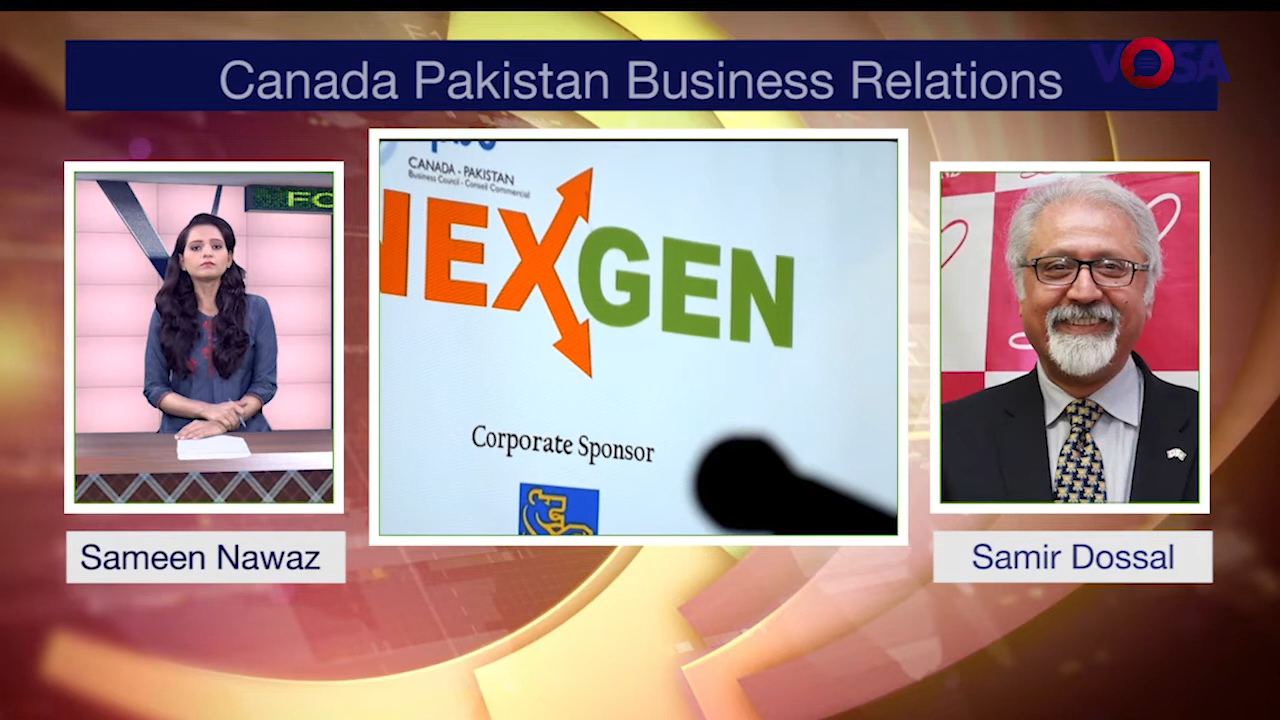 Canada Pakistan Business Relations
VOSA
CANADA - PAKISTAN
Business Council - Conseil Commercial
NEXGEN
Corporate Sponsor
Sameen Nawaz
Samir Dossal